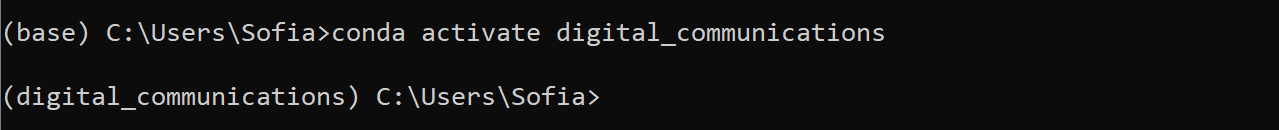 (base) C:\Users\Sofia>conda activate digital_communications
(digital_communications) C:\Users\Sofia>